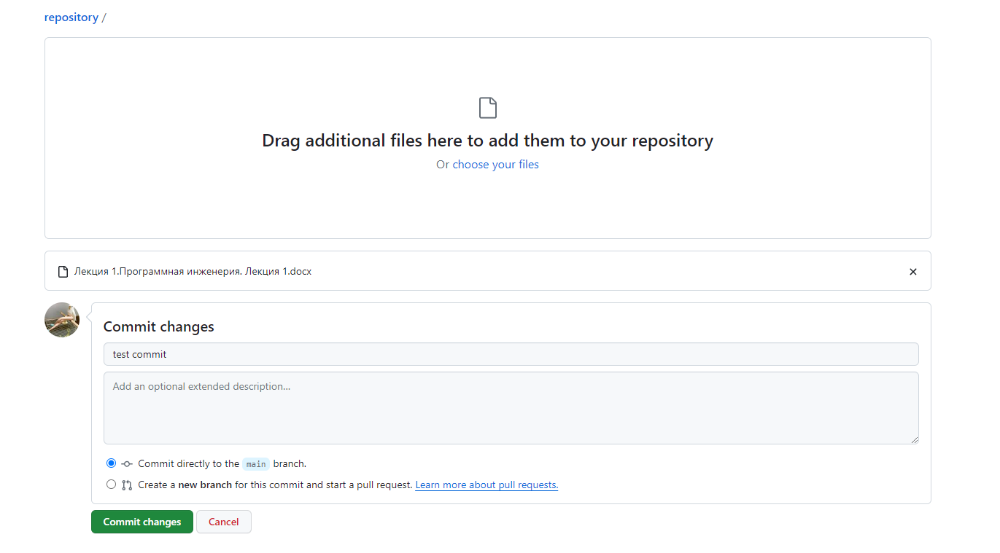 repository /
Drag additional files here to add them to your repository
Or choose your files
Лекция 1.Программная инженерия. Лекция 1.docx
Commit changes
test commit
Add an optional extended description...
Commit directly to the main branch.
Create a new branch for this commit and start a pull request. Learn more about pull requests.
Commit changes Cancel